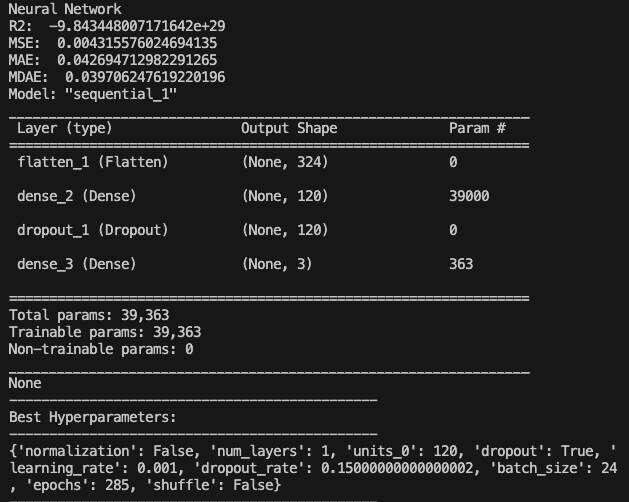 Neural Network
R2:  -9.843448007171642e+29
MSE:  0.004315576024694135
MAE:  0.042694712982291265
MDAE:  0.039706247619220196
Model: "sequential_1"
_________________________________________________________________
 Layer (type)                Output Shape              Param #
=================================================================
 flatten_1 (Flatten)         (None, 324)               0
 dense_2 (Dense)             (None, 120)               39000
 dropout_1 (Dropout)         (None, 120)               0
 dense_3 (Dense)             (None, 3)                 363
=================================================================
Total params: 39,363
Trainable params: 39,363
Non-trainable params: 0
_________________________________________________________________
None
----------------------------------------------
Best Hyperparameters:
----------------------------------------------
{'normalization': False, 'num_layers': 1, 'units_0': 120, 'dropout': True, '
learning_rate': 0.001, 'dropout_rate': 0.15000000000000002, 'batch_size': 24
, 'epochs': 285, 'shuffle': False}
----------------------------------------------